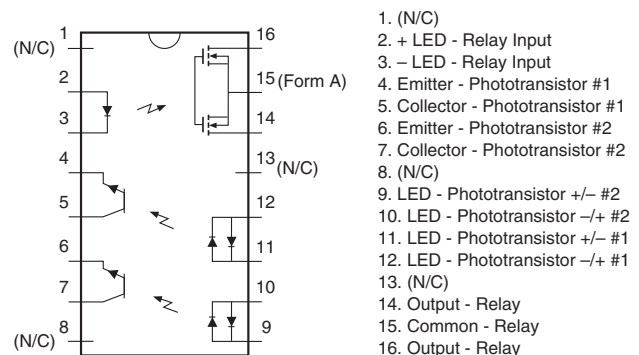 1
16
(N/C)
2
15
(Form A)
3
14
4
13
(N/C)
5
12
6
11
7
10
8
9
(N/C)
1. (N/C)
2. + LED - Relay Input
3. – LED - Relay Input
4. Emitter - Phototransistor #1
5. Collector - Phototransistor #1
6. Emitter - Phototransistor #2
7. Collector - Phototransistor #2
8. (N/C)
9. LED - Phototransistor +/– #2
10. LED - Phototransistor –/+ #2
11. LED - Phototransistor +/– #1
12. LED - Phototransistor –/+ #1
13. (N/C)
14. Output - Relay
15. Common - Relay
16. Output - Relay